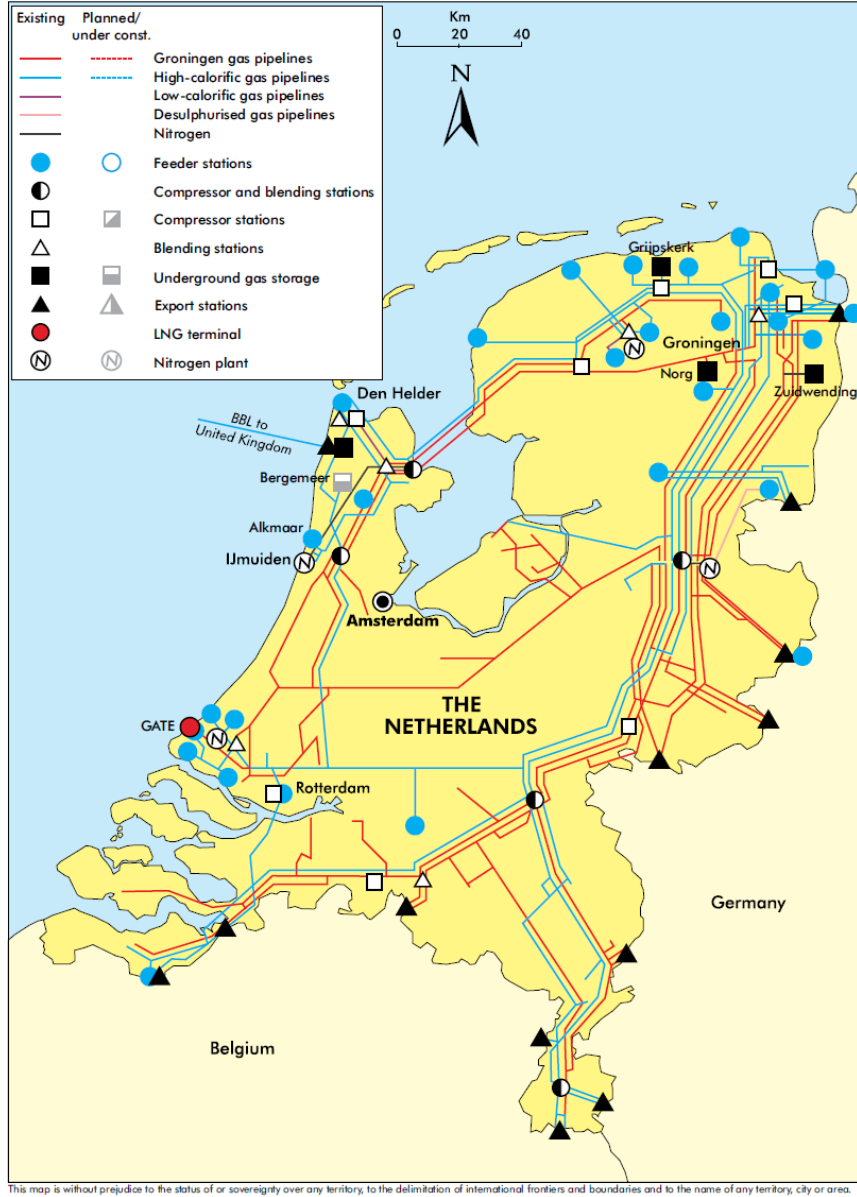 Existing Planned/
under const.
Groningen gas pipelines
High-calorific gas pipelines
Low-calorific gas pipelines
Desulphurised gas pipelines
Nitrogen
Feeder stations
Compressor and blending stations
Compressor stations
Blending stations
Underground gas storage
Export stations
LNG terminal
N N Nitrogen plant
Km
0 20 40
N
Grijpskerk
Groningen
N
Norg
Zuidwending
Den Helder
BBL to
United Kingdom
Bergemeer
Alkmaar
IJmuiden
N
N
Amsterdam
THE
NETHERLANDS
GATE
N
Rotterdam
Germany
Belgium
This map is without prejudice to the status of or sovereignty over any territory, to the delimitation of international frontiers and boundaries and to the name of any territory, city or area.